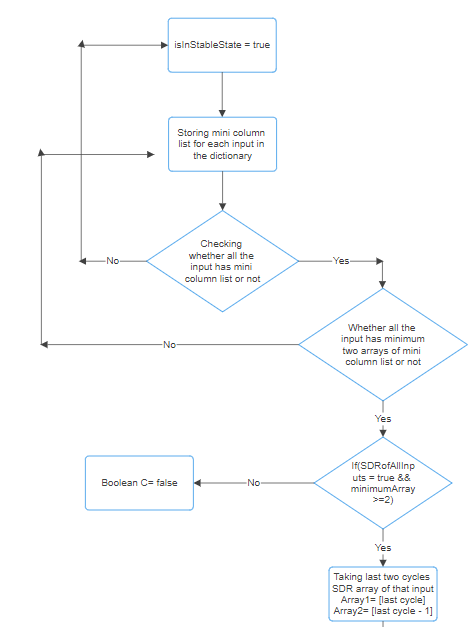 isInStableState = true
Storing mini column
list for each input in
the dictionary
Checking
whether all the
input has mini
column list or not
No
Yes
Whether all the
input has minimum
two arrays of mini
column list or not
No
Yes
If(SDRofAllInp
uts = true &&
minimumArray
>=2)
Boolean C= false
No
Yes
Taking last two cycles
SDR array of that input
Array1= [last cycle]
Array2= [last cycle - 1]